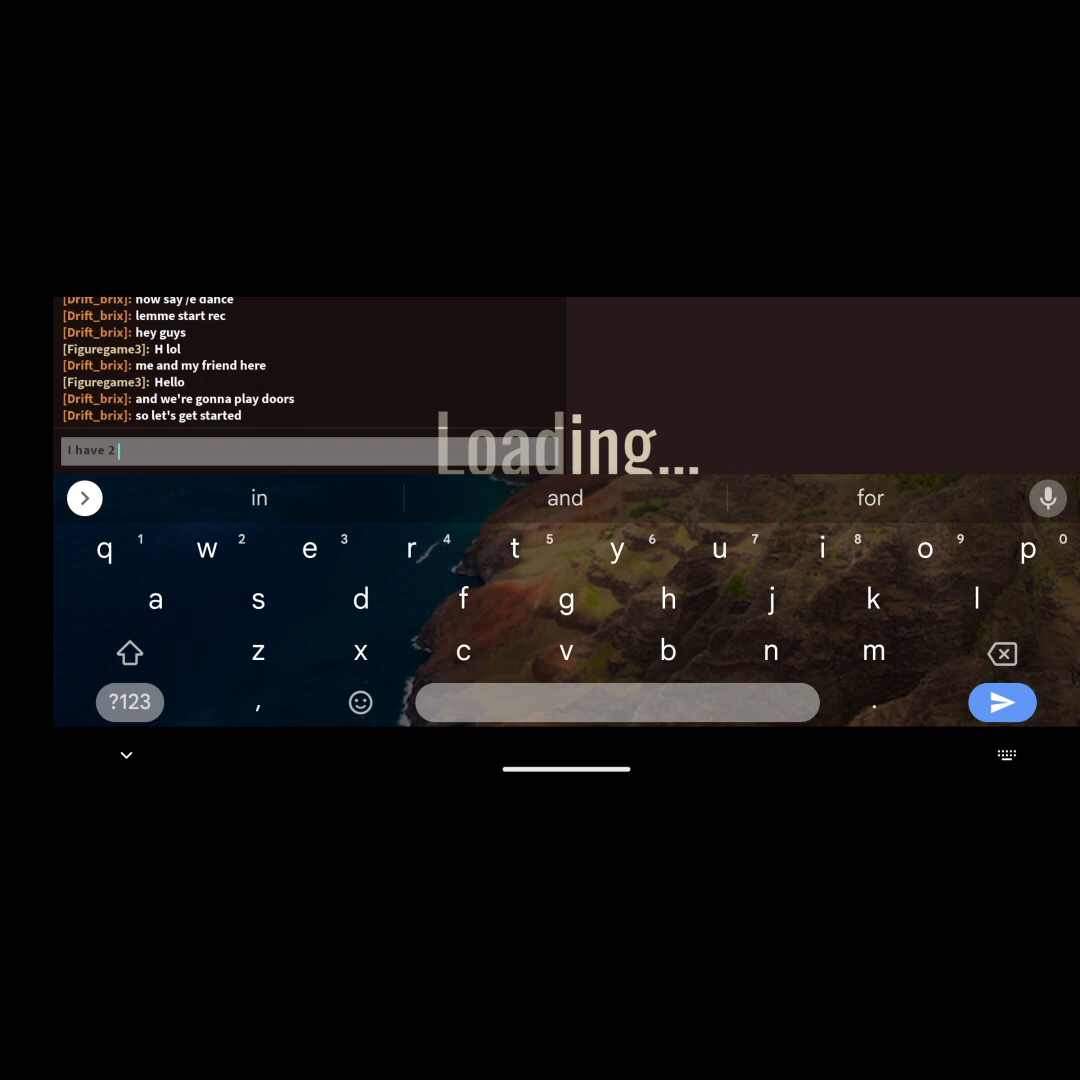 [Drift_brix]: now say /e dance
[Drift_brix]: lemme start rec
[Drift_brix]: hey guys
[Figuregame3]: H lol
[Drift_brix]: me and my friend here
[Figuregame3]: Hello
[Drift_brix]: and we're gonna play doors
[Drift_brix]: so let's get started
Loading...
I have 2
in and for
q 1 w 2 e 3 r 4 t 5 y 6 u 7 i 8 o 9 p 0
a s d f g h j k l
z x c v b n m
?123 , .